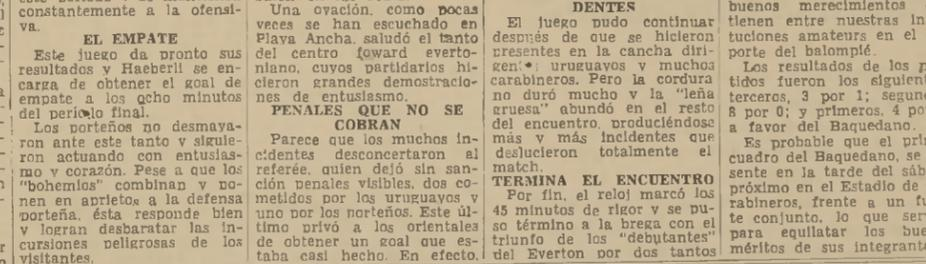 constantemente a la ofensi-
va.
EL EMPATE
Este juego da pronto sus
resultados y Haeberli se en-
carga de obtener el goal de
empate a los ocho minutos
del período final.
Los porteños no desmaya-
ron ante este tanto y siguie-
ron actuando con entusias-
mo y corazón. Pese a que los
"bohemios" combinan y po-
nen en aprietos a la defensa
porteña, ésta responde bien
y logran desbaratar las in-
cursiones peligrosas de los
visitantes.
Una ovación, como pocas
veces se han escuchado en
Playa Ancha, saludó el tanto
del centro foward everto-
niano, cuyos partidarios hi-
cieron grandes demostracio-
nes de entusiasmo.
PENALES QUE NO SE
COBRAN
Parece que los muchos in-
cidentes desconcertaron al
referée, quien dejó sin san-
ción penales visibles, dos co-
metidos por los uruguayos y
uno por los porteños. Este úl-
timo privó a los orientales
de obtener un goal que es-
taba casi hecho. En efecto,
DENTES
El juego pudo continuar
después de que se hicieron
presentes en la cancha diri-
gentes uruguayos y muchos
carabineros. Pero la cordura
no duró mucho y la "leña
gruesa" abundó en el resto
del encuentro, produciéndose
más y más incidentes que
deslucieron totalmente el
match.
TERMINA EL ENCUENTRO
Por fin, el reloj marcó los
45 minutos de rigor y se pu-
so término a la brega con el
triunfo de los "debutantes"
del Everton por dos tantos
buenos merecimientos
tienen entre nuestras in
tuciones amateurs en el
porte del balompié.
Los resultados de los
tidos fueron los siguient
terceros, 3 por 1; segun
8 por 0; y primeros, 4 po
a favor del Baquedano.
Es probable que el pri
cuadro del Baquedano, se
sente en la tarde del sáb
próximo en el Estadio de
rabineros, frente a un fu
te conjunto, lo que ser
para equilatar los bue
méritos de sus integrant